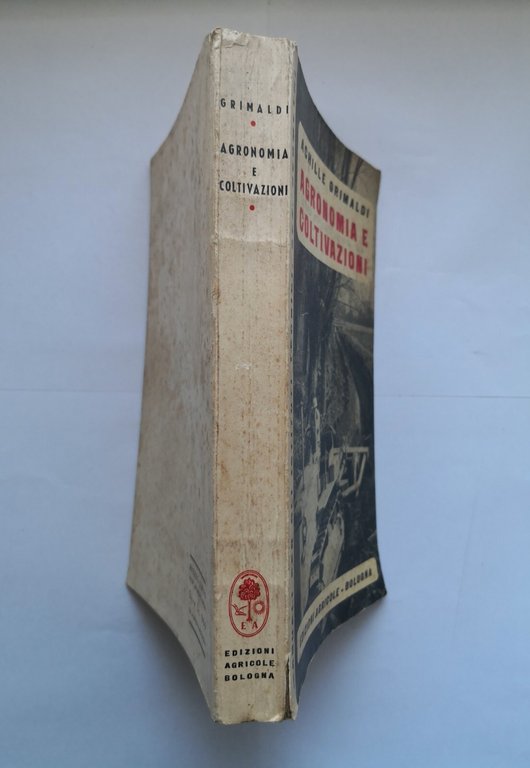 GRIMALDI
AGRONOMIA
E
COLTIVAZIONI
E A
EDIZIONI
AGRICOLE
BOLOGNA
ACHILLE GRIMALDI
AGRONOMIA E
COLTIVAZIONI
EDIZIONI AGRICOLE - BOLOGNA